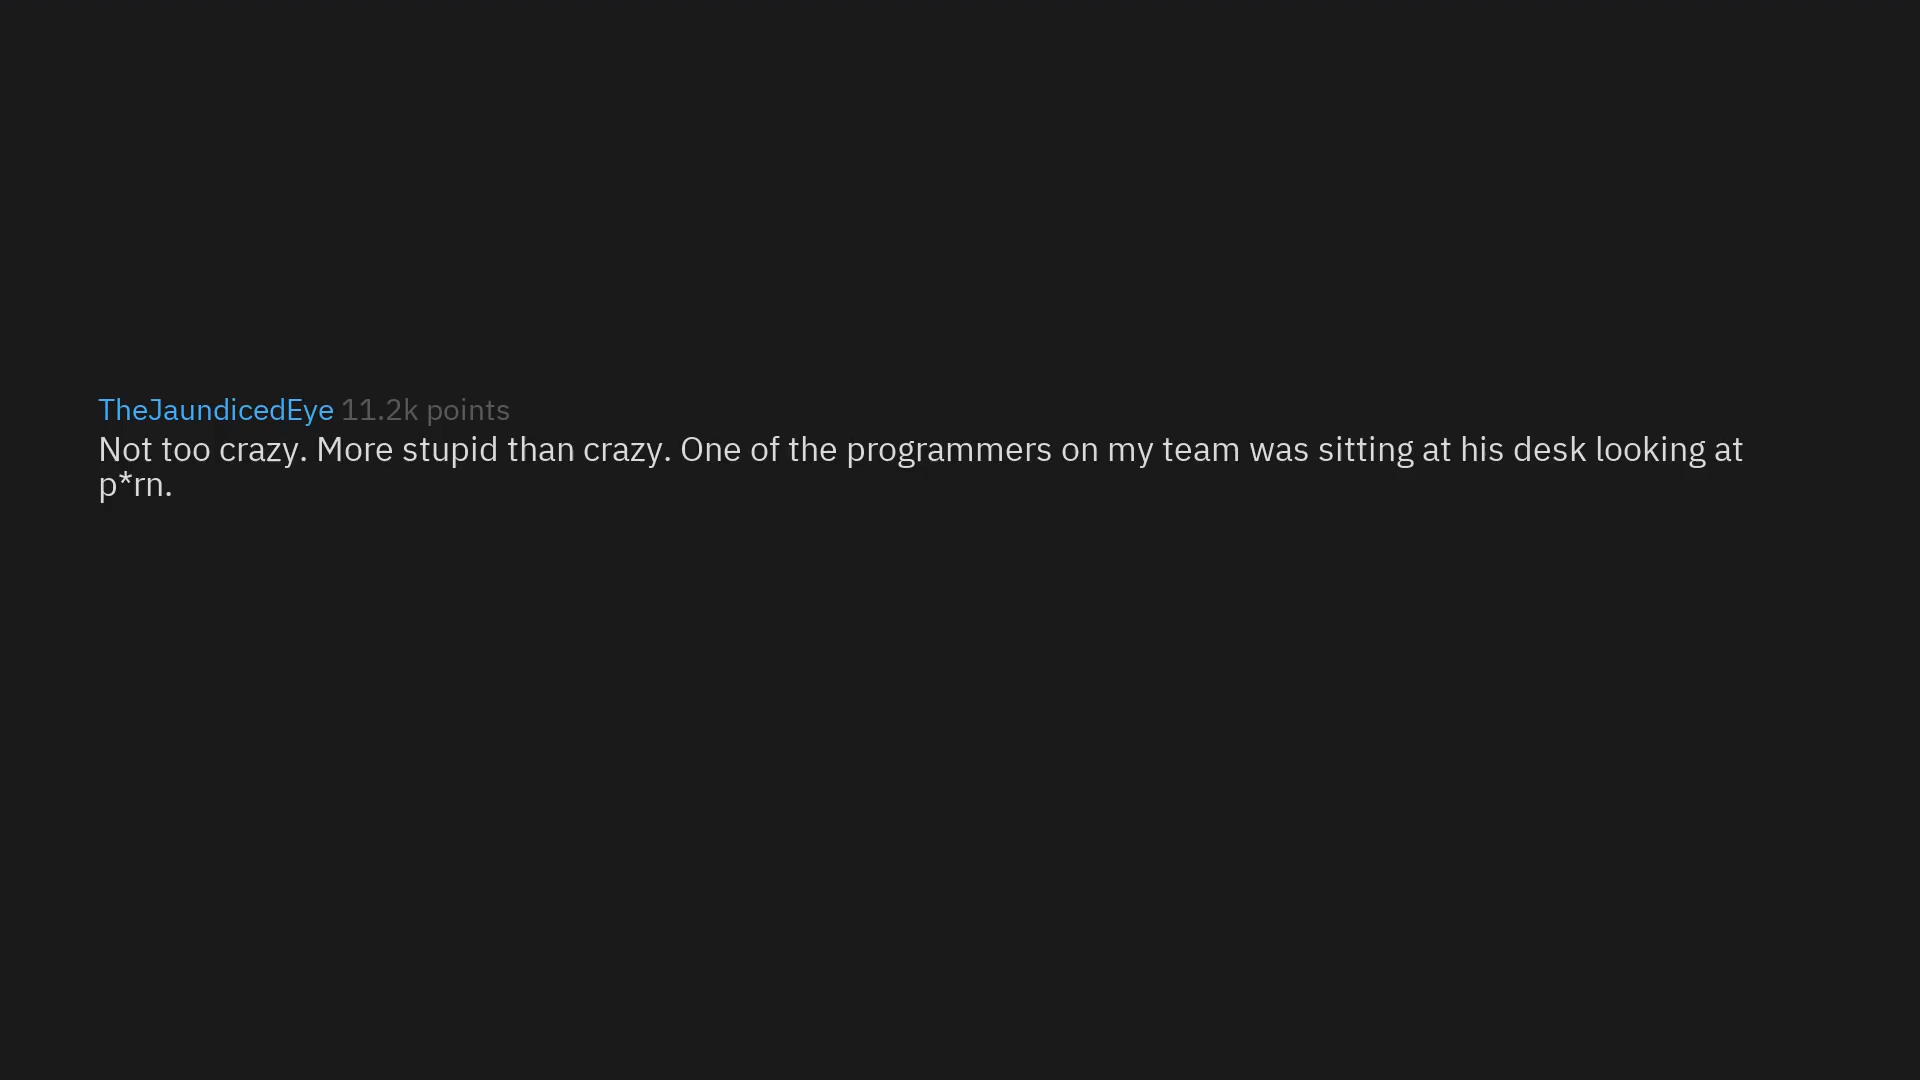 TheJaundicedEye 11.2k points
Not too crazy. More stupid than crazy. One of the programmers on my team was sitting at his desk looking at
p*rn.